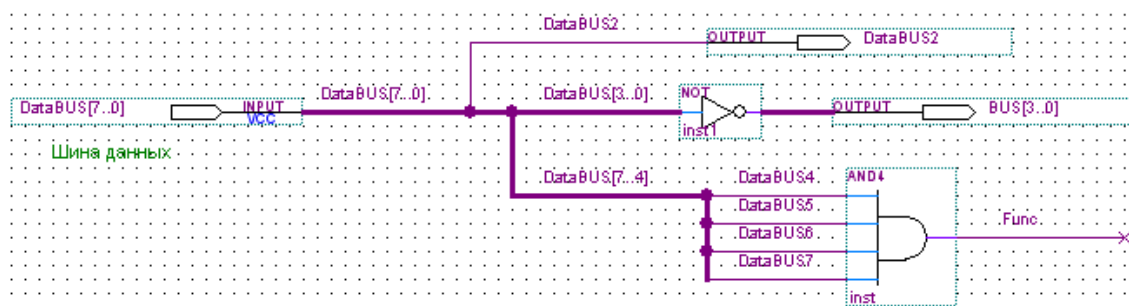 DataBUS2
OUTPUT
DataBUS2
DataBUS[7..0]
INPUT
VCC
DataBUS[7..0]
DataBUS[3..0]
NOT
inst1
OUTPUT
BUS[3..0]
Шина данных
DataBUS[7..4]
DataBUS4
DataBUS5
DataBUS6
DataBUS7
AND4
inst
Func